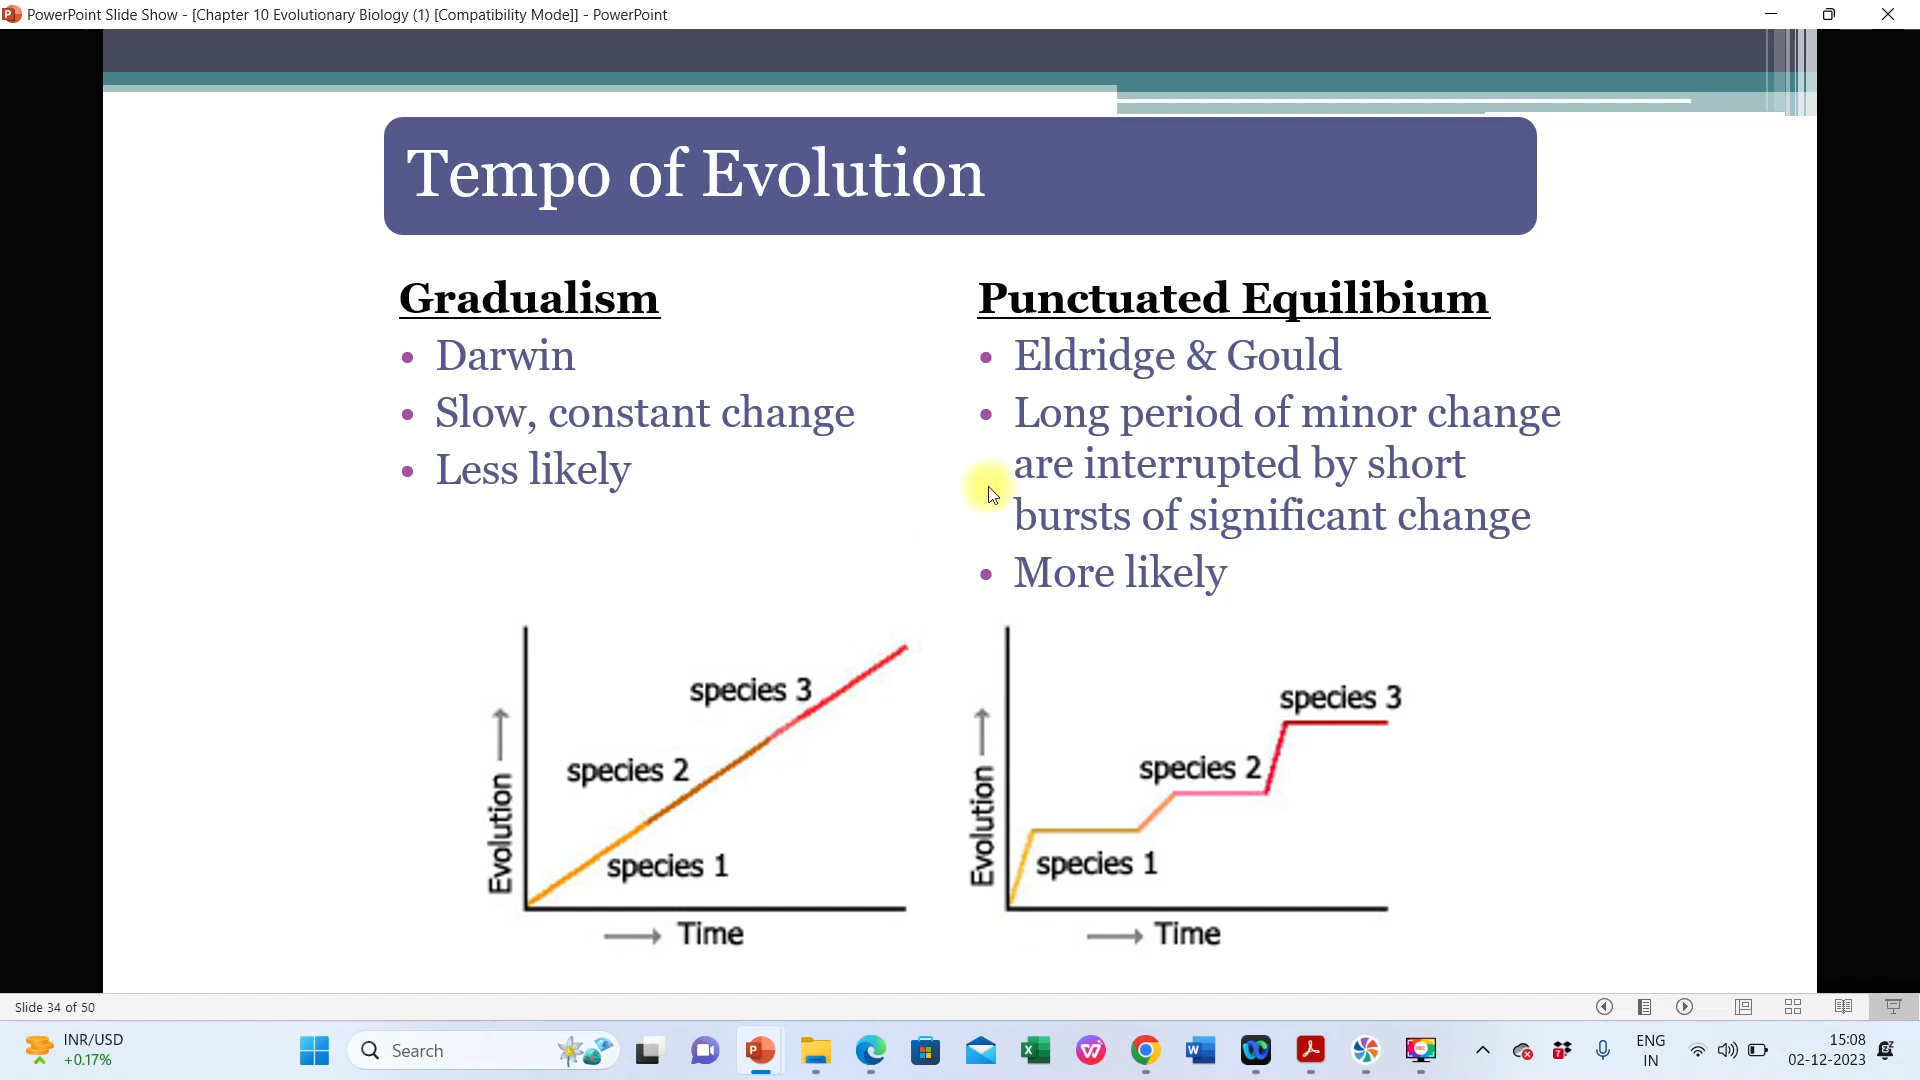 PowerPoint Slide Show - [Chapter 10 Evolutionary Biology (1) [Compatibility Mode]] - PowerPoint
Tempo of Evolution
Gradualism
• Darwin
• Slow, constant change
• Less likely
Punctuated Equilibium
• Eldridge & Gould
• Long period of minor change
are interrupted by short
bursts of significant change
• More likely
species 3
species 2
species 1
Evolution
Time
species 3
species 2
species 1
Evolution
Time
Slide 34 of 50
INR/USD
+0.17%
Search
ENG
IN
15:08
02-12-2023